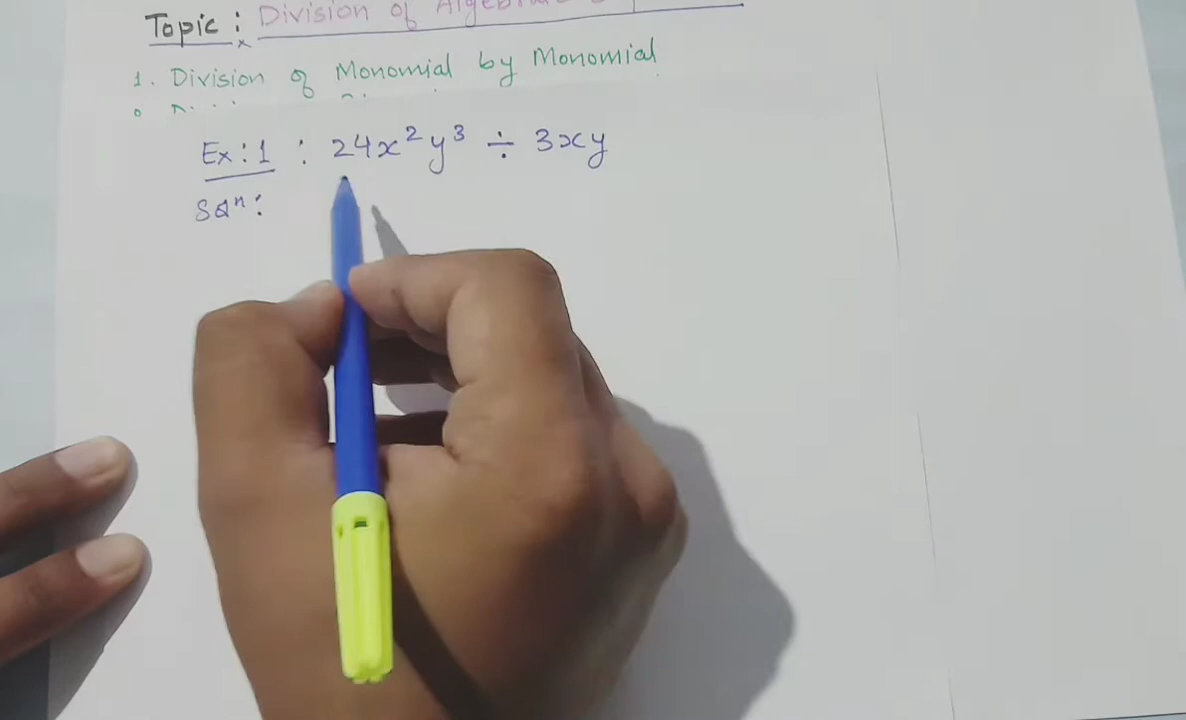 Topic : Division of
1. Division of Monomial by Monomial
Ex:1 : 24x²y³ ÷ 3xy
Solⁿ: